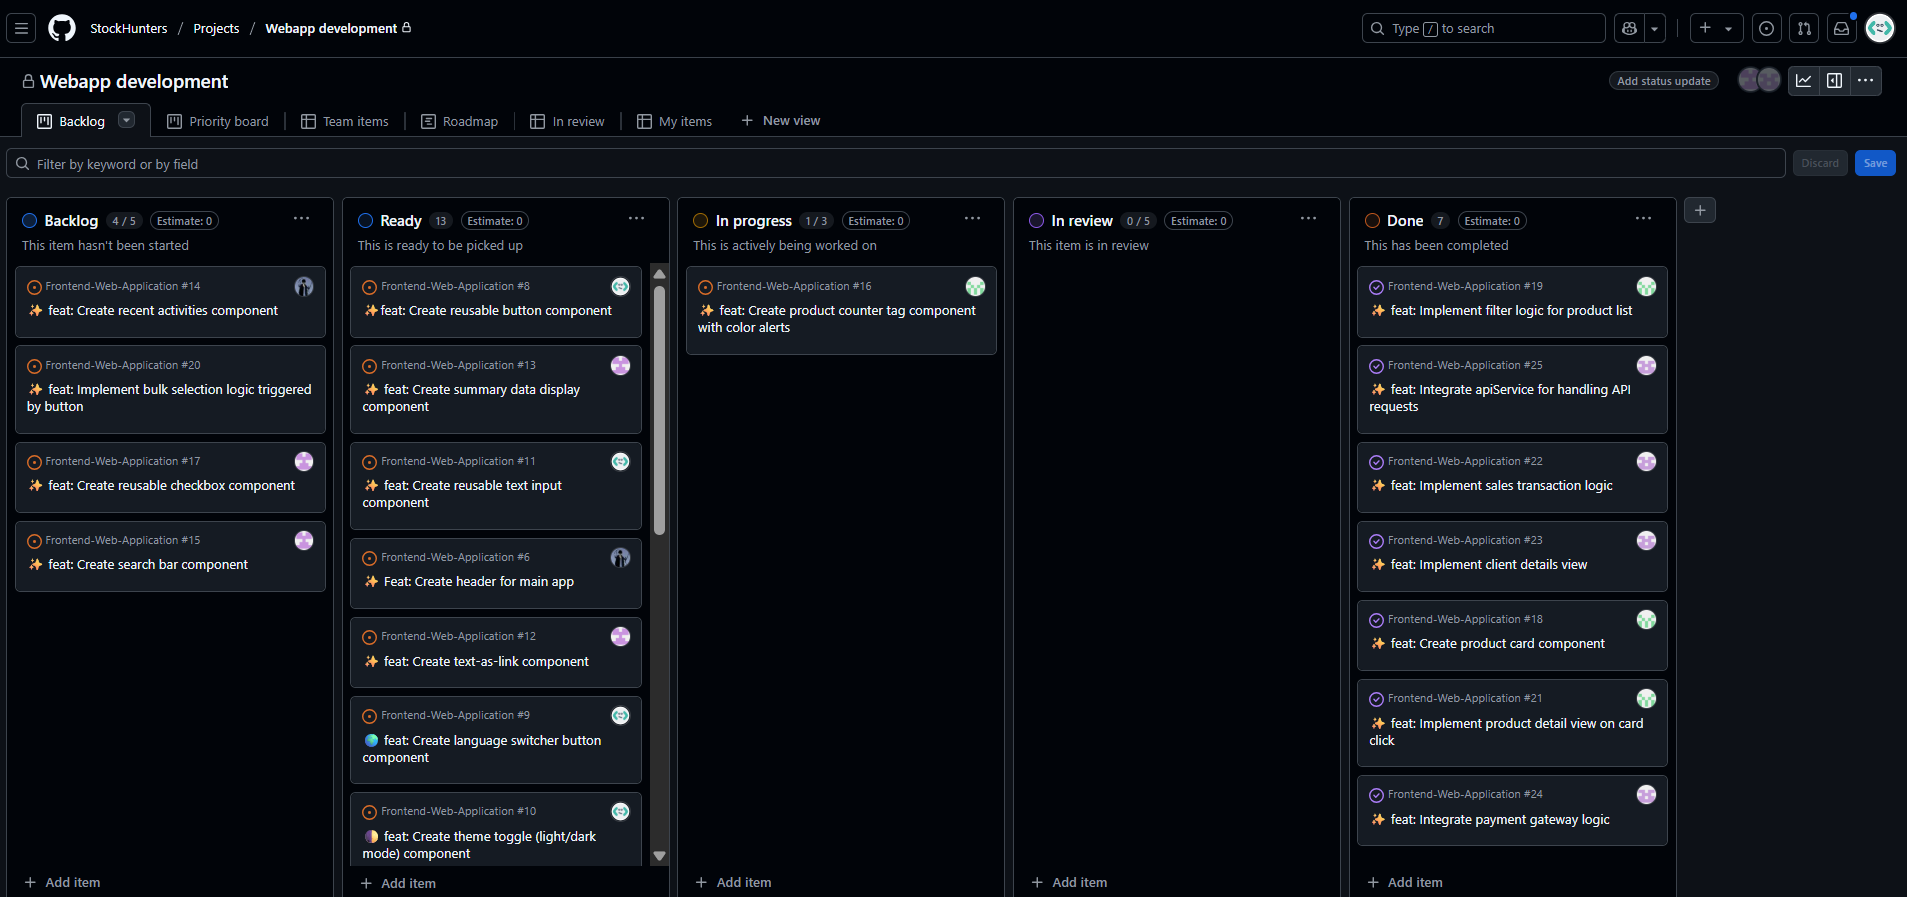 StockHunters / Projects / Webapp development
Type / to search
Webapp development
Add status update
Backlog
Priority board
Team items
Roadmap
In review
My items
New view
Filter by keyword or by field
Discard
Save
Backlog 4 / 5 Estimate: 0
This item hasn't been started
Frontend-Web-Application #14
feat: Create recent activities component
Frontend-Web-Application #20
feat: Implement bulk selection logic triggered
by button
Frontend-Web-Application #17
feat: Create reusable checkbox component
Frontend-Web-Application #15
feat: Create search bar component
Add item
Ready 13 Estimate: 0
This is ready to be picked up
Frontend-Web-Application #8
feat: Create reusable button component
Frontend-Web-Application #13
feat: Create summary data display
component
Frontend-Web-Application #11
feat: Create reusable text input
component
Frontend-Web-Application #6
Feat: Create header for main app
Frontend-Web-Application #12
feat: Create text-as-link component
Frontend-Web-Application #9
feat: Create language switcher button
component
Frontend-Web-Application #10
feat: Create theme toggle (light/dark
mode) component
Add item
In progress 1 / 3 Estimate: 0
This is actively being worked on
Frontend-Web-Application #16
feat: Create product counter tag component
with color alerts
Add item
In review 0 / 5 Estimate: 0
This item is in review
Add item
Done 7 Estimate: 0
This has been completed
Frontend-Web-Application #19
feat: Implement filter logic for product list
Frontend-Web-Application #25
feat: Integrate apiService for handling API
requests
Frontend-Web-Application #22
feat: Implement sales transaction logic
Frontend-Web-Application #23
feat: Implement client details view
Frontend-Web-Application #18
feat: Create product card component
Frontend-Web-Application #21
feat: Implement product detail view on card
click
Frontend-Web-Application #24
feat: Integrate payment gateway logic
Add item